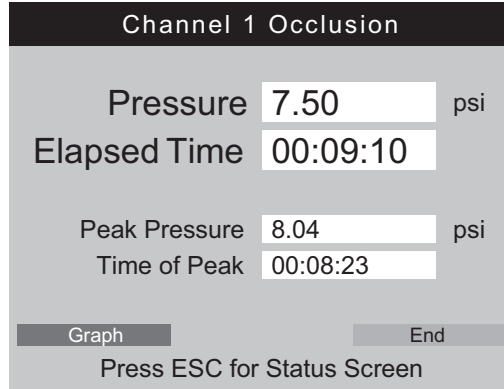 Channel 1 Occlusion
Pressure 7.50 psi
Elapsed Time 00:09:10
Peak Pressure 8.04 psi
Time of Peak 00:08:23
Graph End
Press ESC for Status Screen